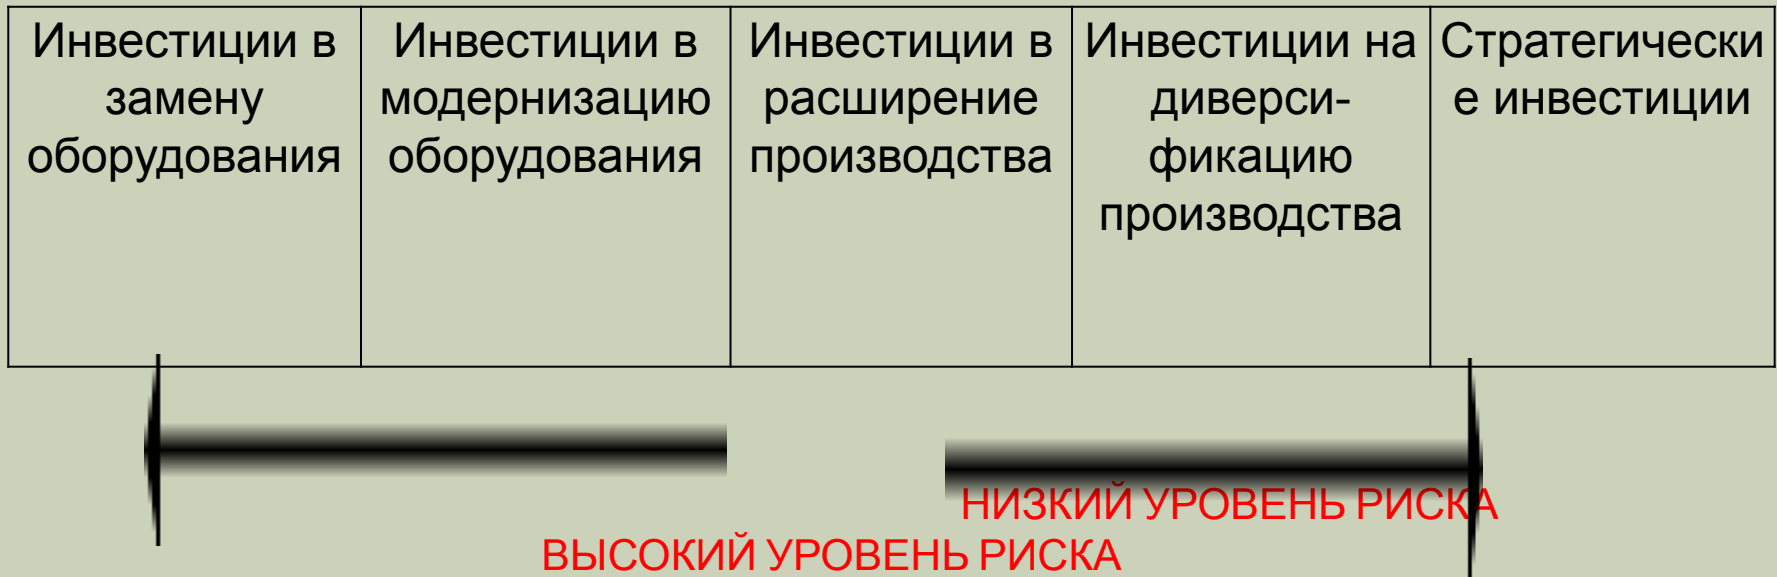 Инвестиции в
замену
оборудования
Инвестиции в
модернизацию
оборудования
Инвестиции в
расширение
производства
Инвестиции на
диверси-
фикацию
производства
Стратегически
е инвестиции
НИЗКИЙ УРОВЕНЬ РИСКА
ВЫСОКИЙ УРОВЕНЬ РИСКА